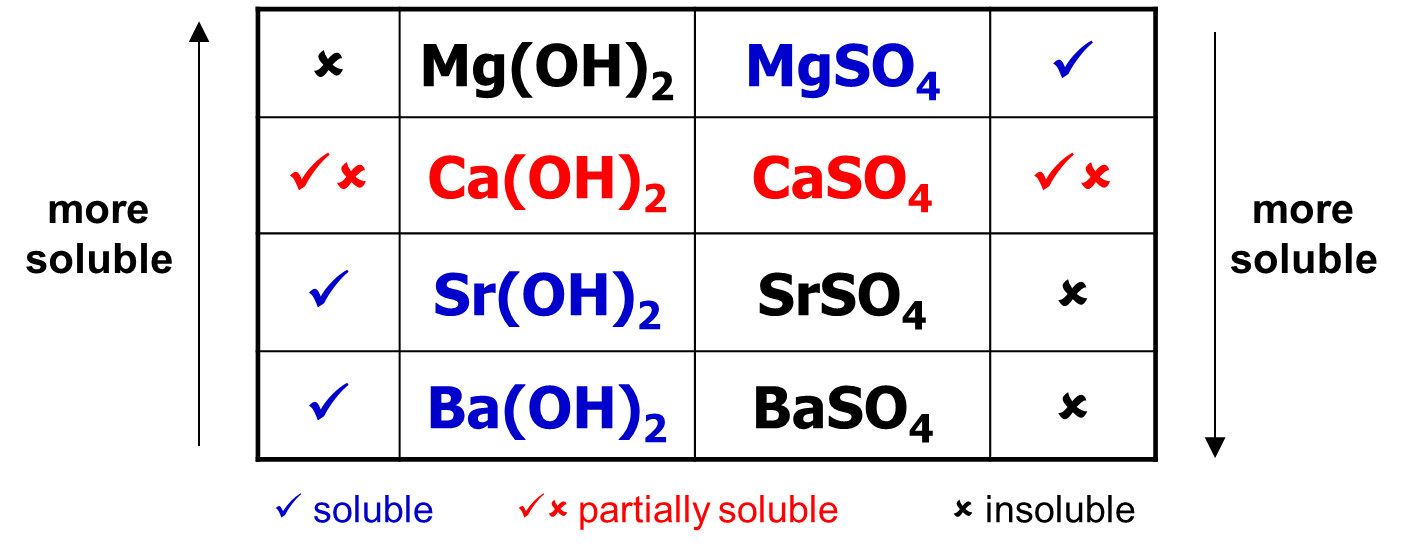 ✘ Mg(OH)₂ MgSO₄ ✓
✓✘ Ca(OH)₂ CaSO₄ ✓✘
more
soluble
more
soluble
✓ Sr(OH)₂ SrSO₄ ✘
✓ Ba(OH)₂ BaSO₄ ✘
✓ soluble ✓✘ partially soluble ✘ insoluble